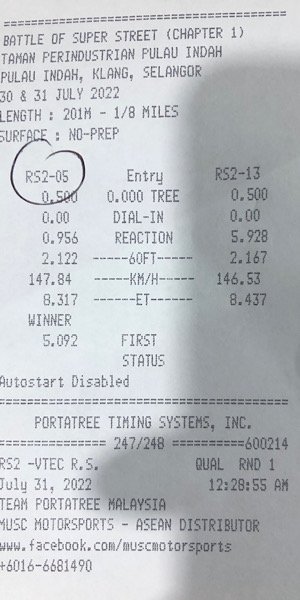 =====================================
BATTLE OF SUPER STREET (CHAPTER 1)
TAMAN PERINDUSTRIAN PULAU INDAH
PULAU INDAH, KLANG, SELANGOR
30 & 31 JULY 2022
LENGTH : 201M - 1/8 MILES
SURFACE : NO-PREP
RS2-05 Entry RS2-13
0.500 0.000 TREE 0.500
0.00 DIAL-IN 0.00
0.956 REACTION 5.928
2.122 -----60FT----- 2.167
147.84 -----KM/H----- 146.53
8.317 ------ET------ 8.437
WINNER
5.092 FIRST
STATUS
Autostart Disabled
=====================================
PORTATREE TIMING SYSTEMS, INC.
=============== 247/248 ==========600214
RS2 -VTEC R.S. QUAL RND 1
July 31, 2022 12:28:55 AM
TEAM PORTATREE MALAYSIA
MUSC MOTORSPORTS - ASEAN DISTRIBUTOR
www.facebook.com/muscmotorsports
+6016-6681490